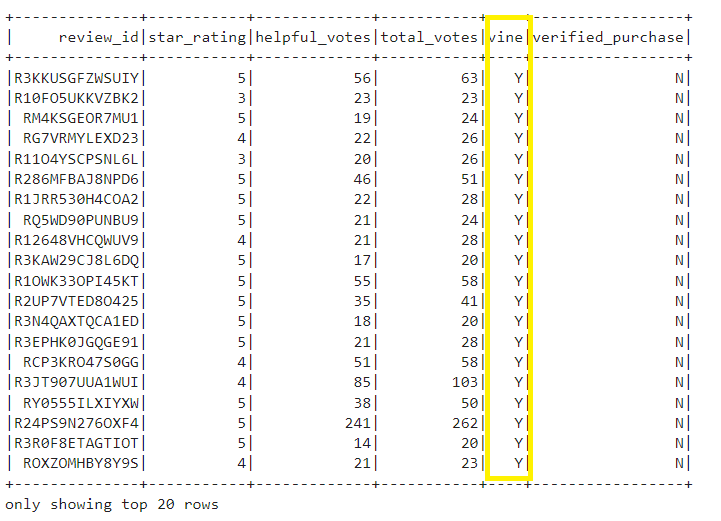 +--------------+-----------+-------------+-----------+----+-----------------+
|     review_id|star_rating|helpful_votes|total_votes|vine|verified_purchase|
+--------------+-----------+-------------+-----------+----+-----------------+
|R3KKUSGFZWSUIY|          5|           56|         63|   Y|                N|
|R10FO5UKKVZBK2|          3|           23|         23|   Y|                N|
| RM4KSGEOR7MU1|          5|           19|         24|   Y|                N|
| RG7VRMYLEXD23|          4|           22|         26|   Y|                N|
|R11O4YSCPSNL6L|          3|           20|         26|   Y|                N|
|R286MFBAJ8NPD6|          5|           46|         51|   Y|                N|
|R1JRR530H4COA2|          5|           22|         28|   Y|                N|
| RQ5WD90PUNBU9|          5|           21|         24|   Y|                N|
|R12648VHCQWUV9|          4|           21|         28|   Y|                N|
|R3KAW29CJ8L6DQ|          5|           17|         20|   Y|                N|
|R1OWK33OPI45KT|          5|           55|         58|   Y|                N|
|R2UP7VTED8O425|          5|           35|         41|   Y|                N|
|R3N4QAXTQCA1ED|          5|           18|         20|   Y|                N|
|R3EPHK0JGQGE91|          5|           21|         28|   Y|                N|
| RCP3KRO47S0GG|          4|           51|         58|   Y|                N|
|R3JT907UUA1WUI|          4|           85|        103|   Y|                N|
| RY0555ILXIYXW|          5|           38|         50|   Y|                N|
|R24PS9N276OXF4|          5|          241|        262|   Y|                N|
|R3R0F8ETAGTIOT|          5|           14|         20|   Y|                N|
| ROXZOMHBY8Y9S|          4|           21|         23|   Y|                N|
+--------------+-----------+-------------+-----------+----+-----------------+
only showing top 20 rows